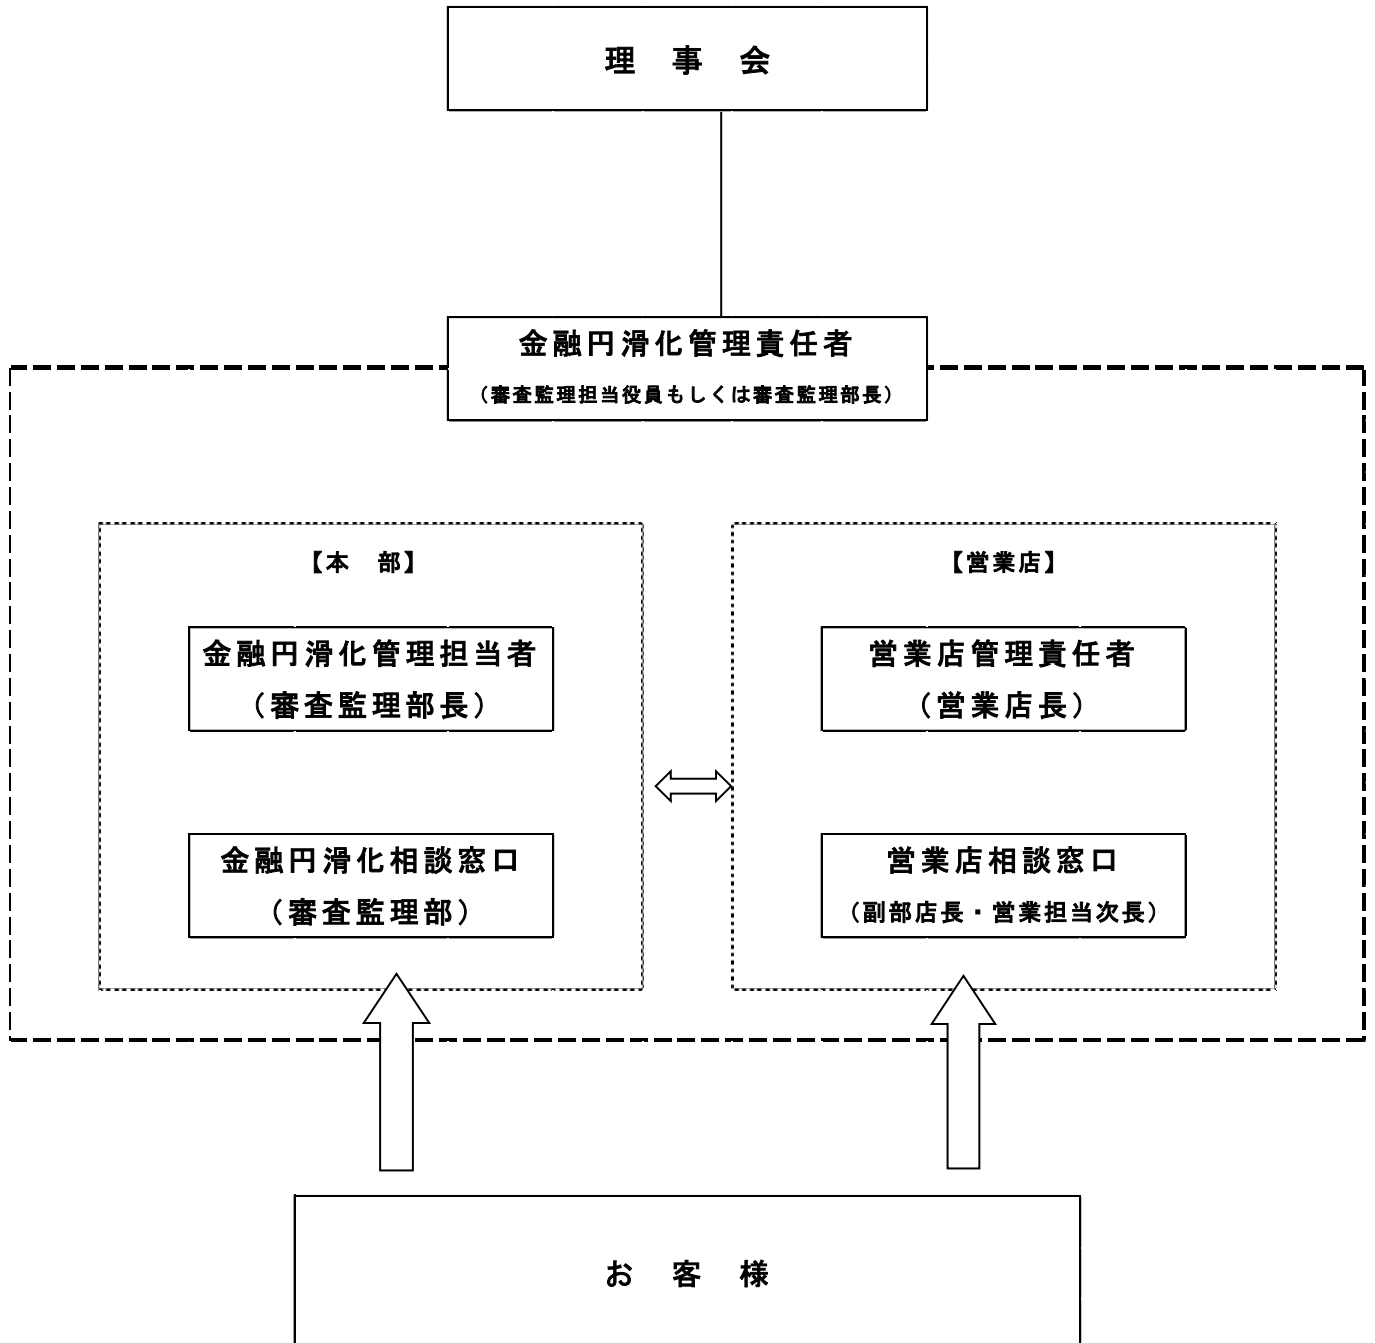 理　事　会
金融円滑化管理責任者
（審査監理担当役員もしくは審査監理部長）
【本　部】
金融円滑化管理担当者
（審査監理部長）
金融円滑化相談窓口
（審査監理部）
【営業店】
営業店管理責任者
（営業店長）
営業店相談窓口
（副部店長・営業担当次長）
お　客　様